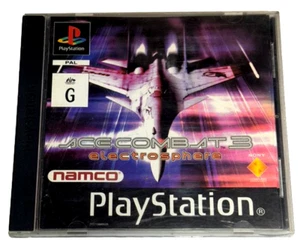 PlayStation
PAL
G
ACE COMBAT 3
electrosphere
namco
PlayStation®